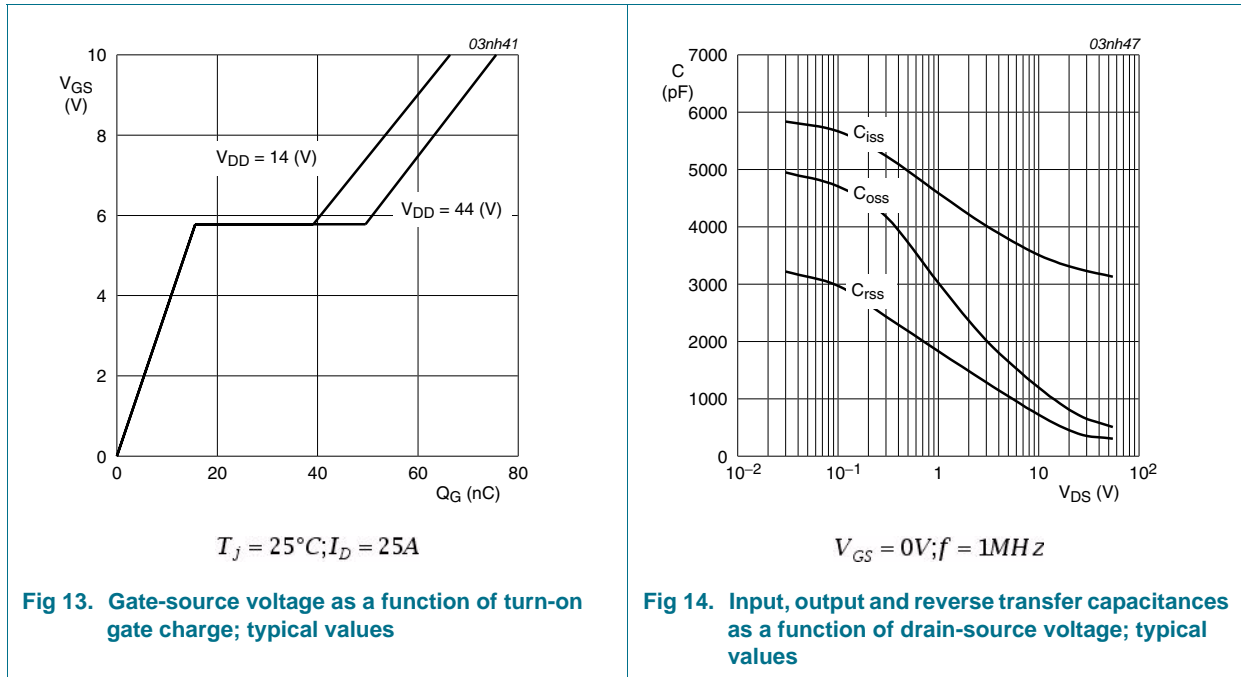 03nh41
10
VGS
(V)
8
VDD = 14 (V)
VDD = 44 (V)
6
4
2
0
0 20 40 60 80
QG (nC)
Tj = 25°C;ID = 25A
Fig 13. Gate-source voltage as a function of turn-on
gate charge; typical values
03nh47
7000
C
(pF)
6000
Ciss
5000
Coss
4000
3000
Crss
2000
1000
0
10−2 10−1 1 10 102
VDS (V)
VGS = 0V;f = 1MHz
Fig 14. Input, output and reverse transfer capacitances
as a function of drain-source voltage; typical
values